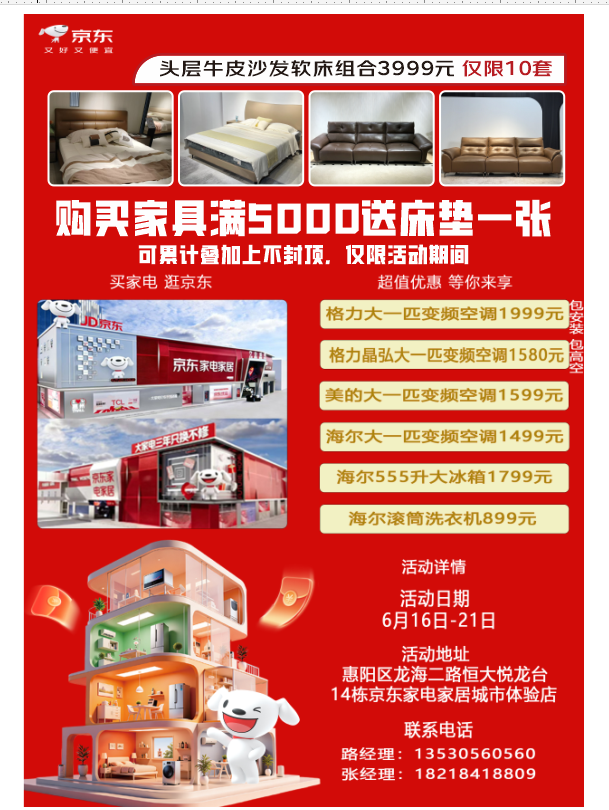 京东
又好又便宜
头层牛皮沙发软床组合3999元 仅限10套
购买家具满5000送床垫一张
可累计叠加上不封顶，仅限活动期间
买家电 逛京东
超值优惠 等你来享
JD京东
京东家电家居
TCL
大家电三年只换不修
京东家
电家居
格力大一匹变频空调1999元
格力晶弘大一匹变频空调1580元
美的大一匹变频空调1599元
海尔大一匹变频空调1499元
海尔555升大冰箱1799元
海尔滚筒洗衣机899元
包安装 包高空
活动详情
活动日期
6月16日-21日
活动地址
惠阳区龙海二路恒大悦龙台
14栋京东家电家居城市体验店
联系电话
路经理：13530560560
张经理：18218418809